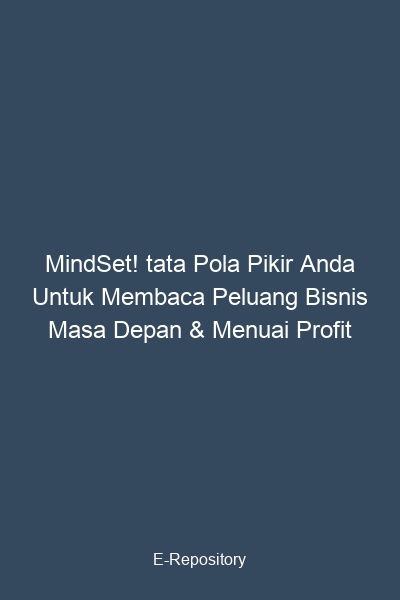 MindSet! tata Pola Pikir Anda
Untuk Membaca Peluang Bisnis
Masa Depan & Menuai Profit
E-Repository